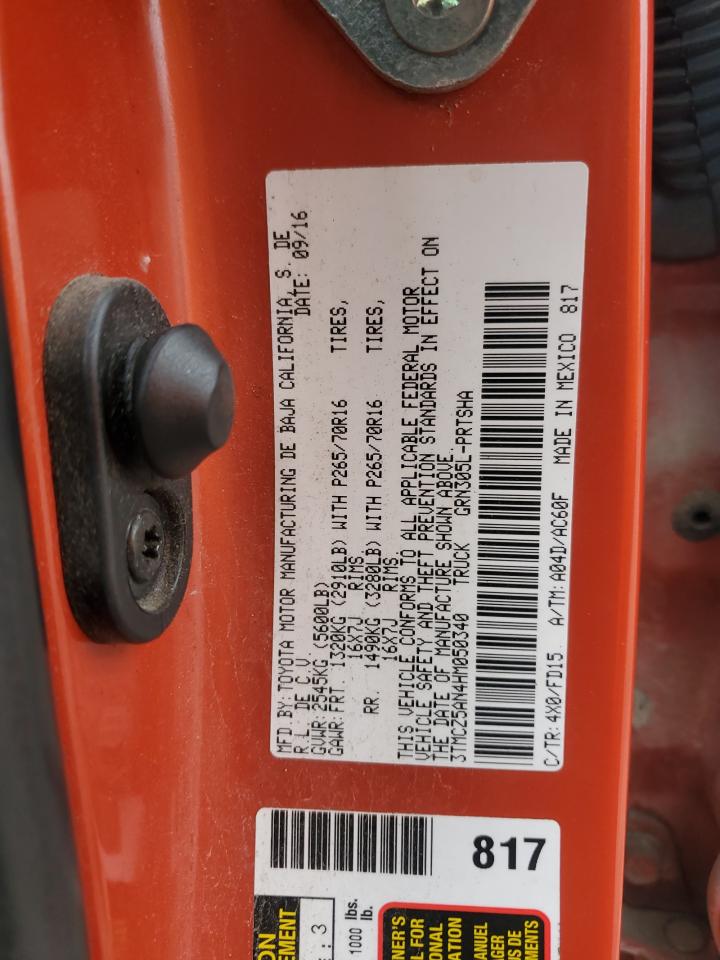 MFD.BY:TOYOTA MOTOR MANUFACTURING DE BAJA CALIFORNIA, S. DE
R.L. DE C.V. DATE: 09/16
GVWR:2545KG(5600LB)
GAWR:FRT. 1320KG(2910LB)WITH P265/70R16 TIRES,
16X7J RIMS.
RR. 1490KG(3280LB)WITH P265/70R16 TIRES,
16X7J RIMS.
THIS VEHICLE CONFORMS TO ALL APPLICABLE FEDERAL MOTOR
VEHICLE SAFETY AND THEFT PREVENTION STANDARDS IN EFFECT ON
THE DATE OF MANUFACTURE SHOWN ABOVE.
3TMCZ5AN4HM050340 TRUCK GRN305L-PRTSHA
C/TR:4X0/FD15. A/TM:A04D/AC60F MADE IN MEXICO 817
817
: 3
1000 lbs.
lb.